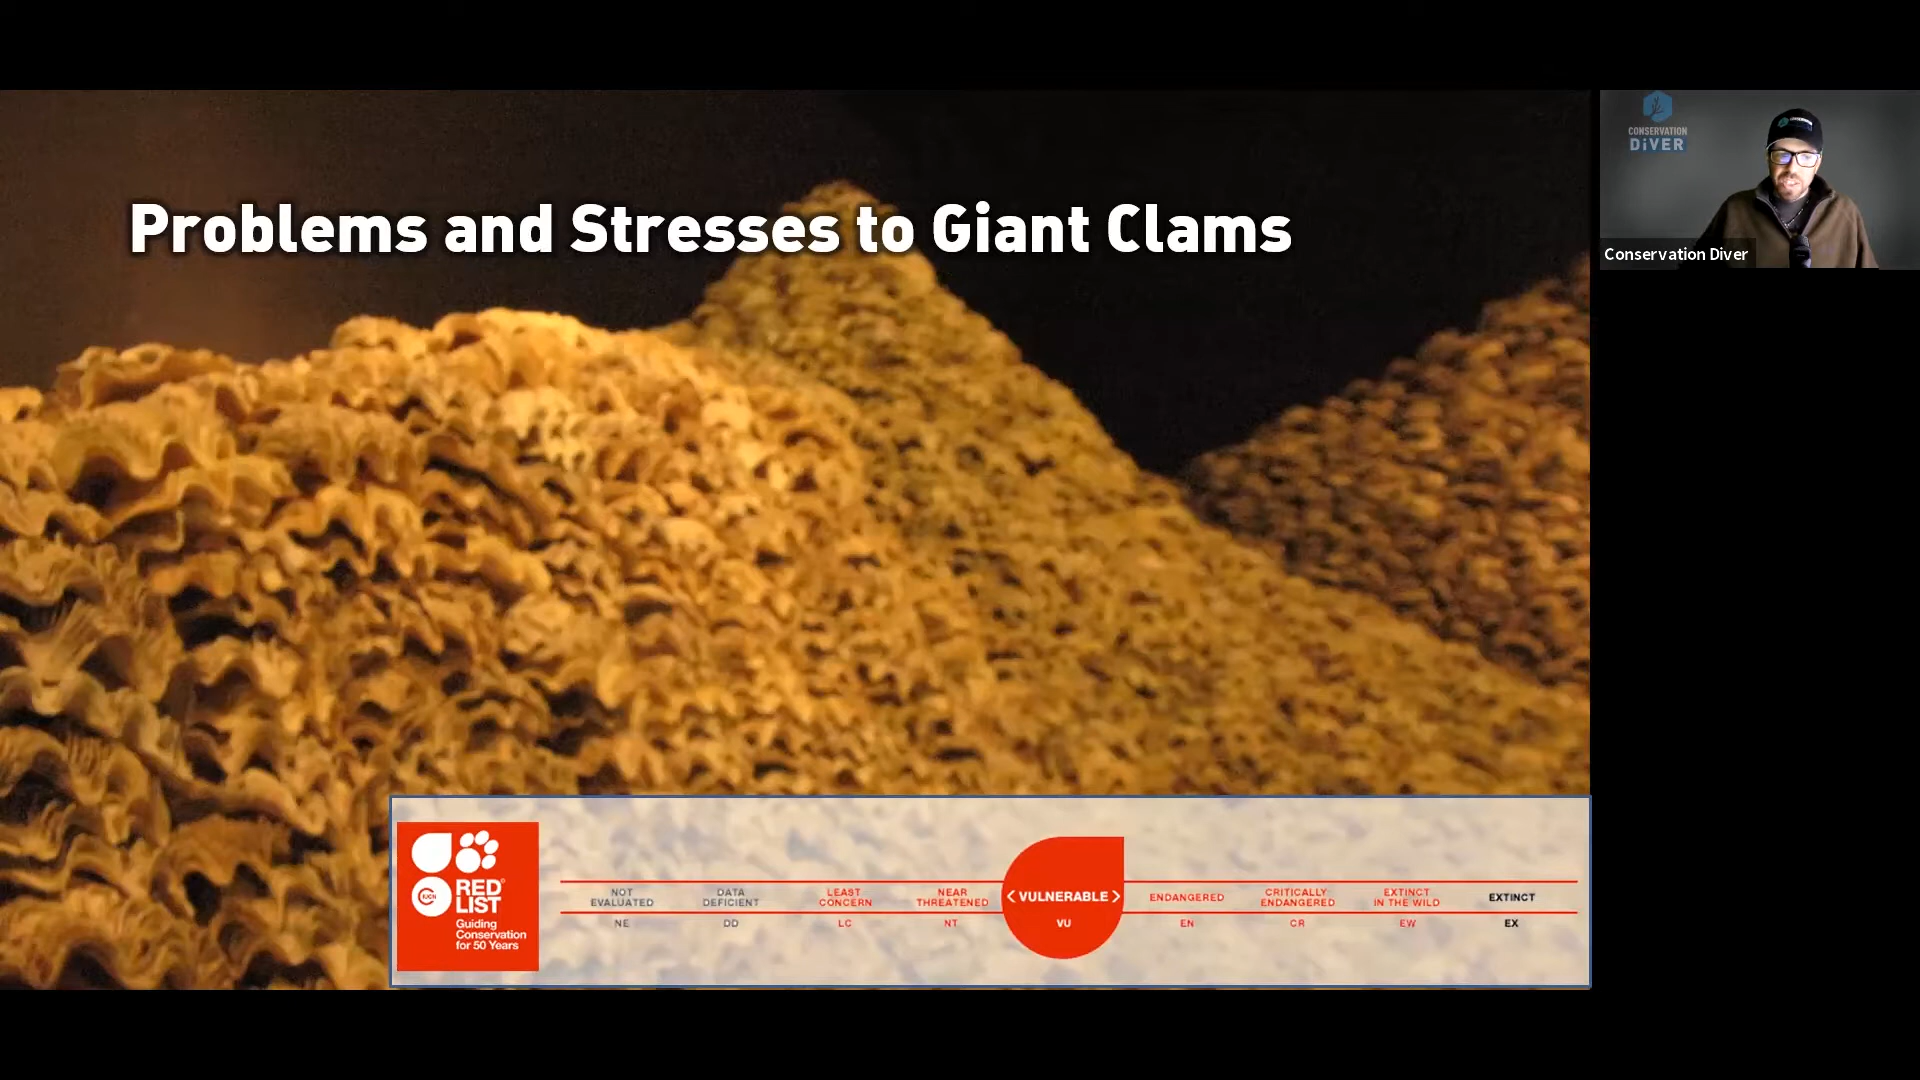 Problems and Stresses to Giant Clams
CONSERVATION
DiVER
Conservation Diver
RED
LIST
IUCN
Guiding
Conservation
for 50 Years
NOT
EVALUATED
NE
DATA
DEFICIENT
DD
LEAST
CONCERN
LC
NEAR
THREATENED
NT
< VULNERABLE >
VU
ENDANGERED
EN
CRITICALLY
ENDANGERED
CR
EXTINCT
IN THE WILD
EW
EXTINCT
EX